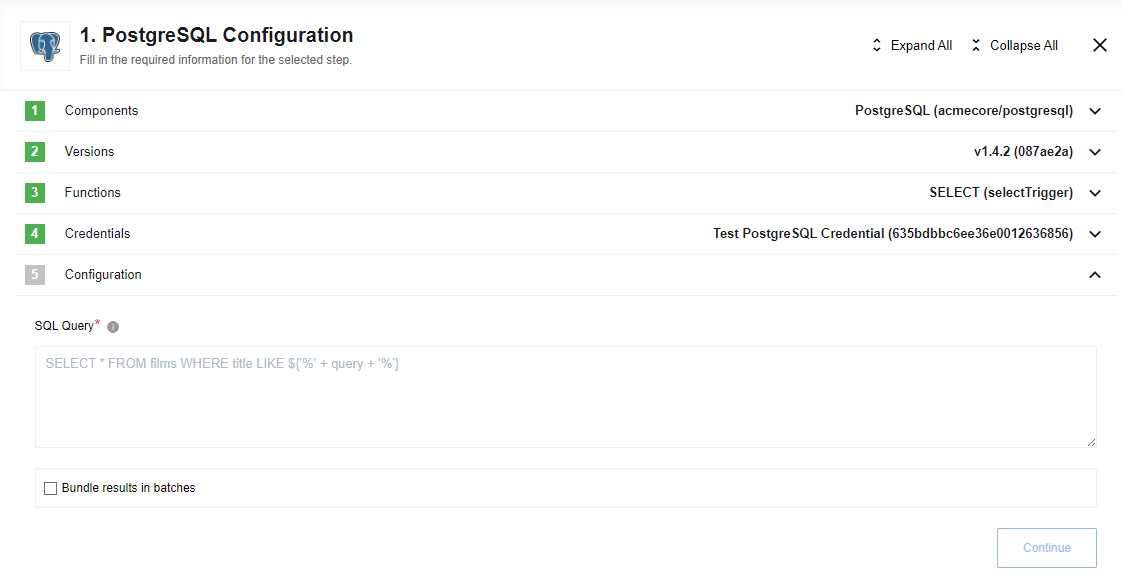 1. PostgreSQL Configuration
Fill in the required information for the selected step.
Expand All
Collapse All
1 Components PostgreSQL (acmecore/postgresql)
2 Versions v1.4.2 (087ae2a)
3 Functions SELECT (selectTrigger)
4 Credentials Test PostgreSQL Credential (635bdbbc6ee36e0012636856)
5 Configuration
SQL Query*
SELECT * FROM films WHERE title LIKE ${'%' + query + '%'}
Bundle results in batches
Continue